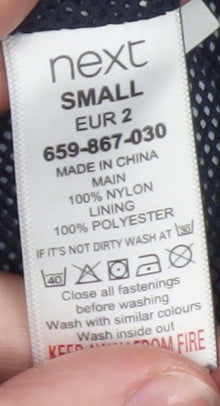 next
SMALL
EUR 2
659-867-030
MADE IN CHINA
MAIN
100% NYLON
LINING
100% POLYESTER
IF IT'S NOT DIRTY WASH AT 30
40
Close all fastenings
before washing
Wash with similar colours
Wash inside out
KEEP AWAY FROM FIRE